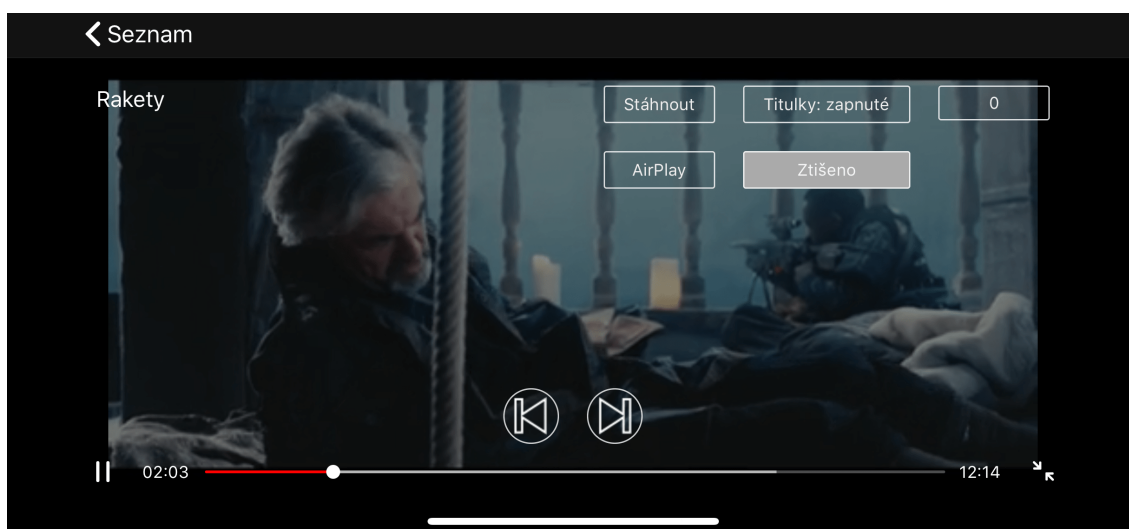 Seznam
Rakety
Stáhnout
Titulky: zapnuté
0
AirPlay
Ztišeno
02:03
12:14